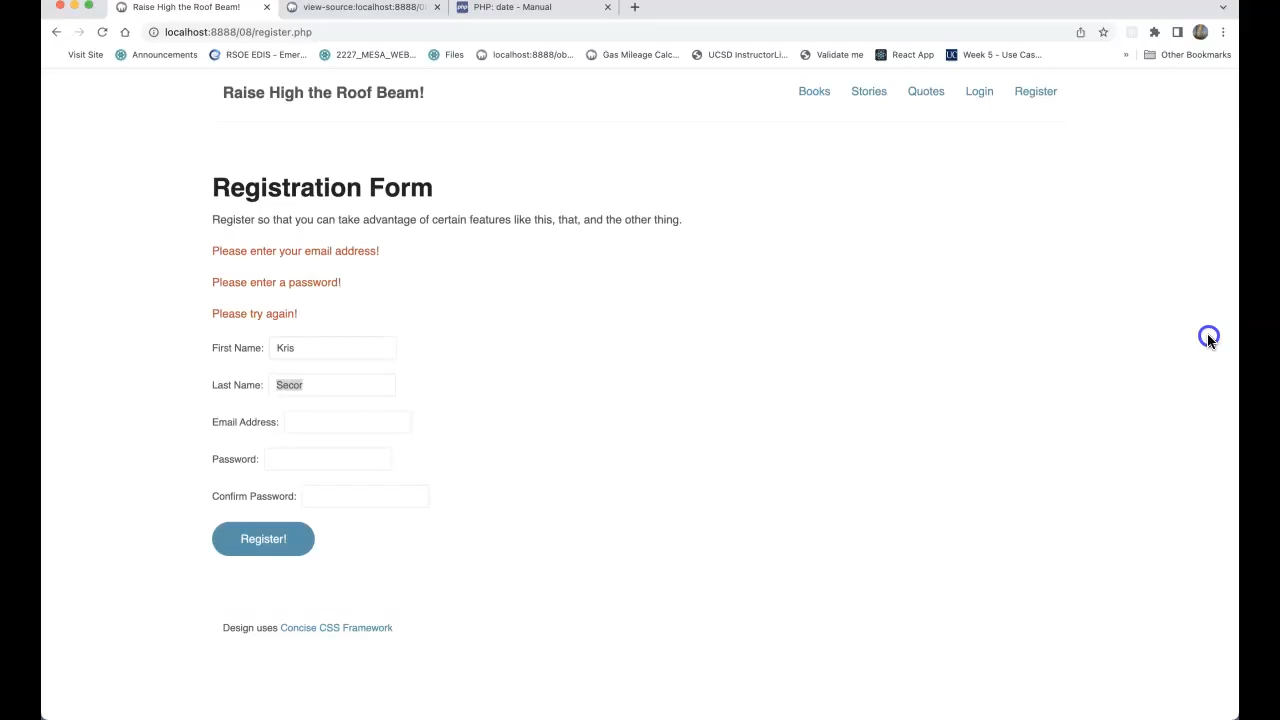 Raise High the Roof Beam!
view-source:localhost:8888/0
PHP: date - Manual
localhost:8888/08/register.php
Visit Site
Announcements
RSOE EDIS - Emer...
2227_MESA_WEB...
Files
localhost:8888/ob...
Gas Mileage Calc...
UCSD InstructorLi...
Validate me
React App
Week 5 - Use Cas...
»
Other Bookmarks
Raise High the Roof Beam!
Books
Stories
Quotes
Login
Register
Registration Form
Register so that you can take advantage of certain features like this, that, and the other thing.
Please enter your email address!
Please enter a password!
Please try again!
First Name: Kris
Last Name: Secor
Email Address:
Password:
Confirm Password:
Register!
Design uses Concise CSS Framework